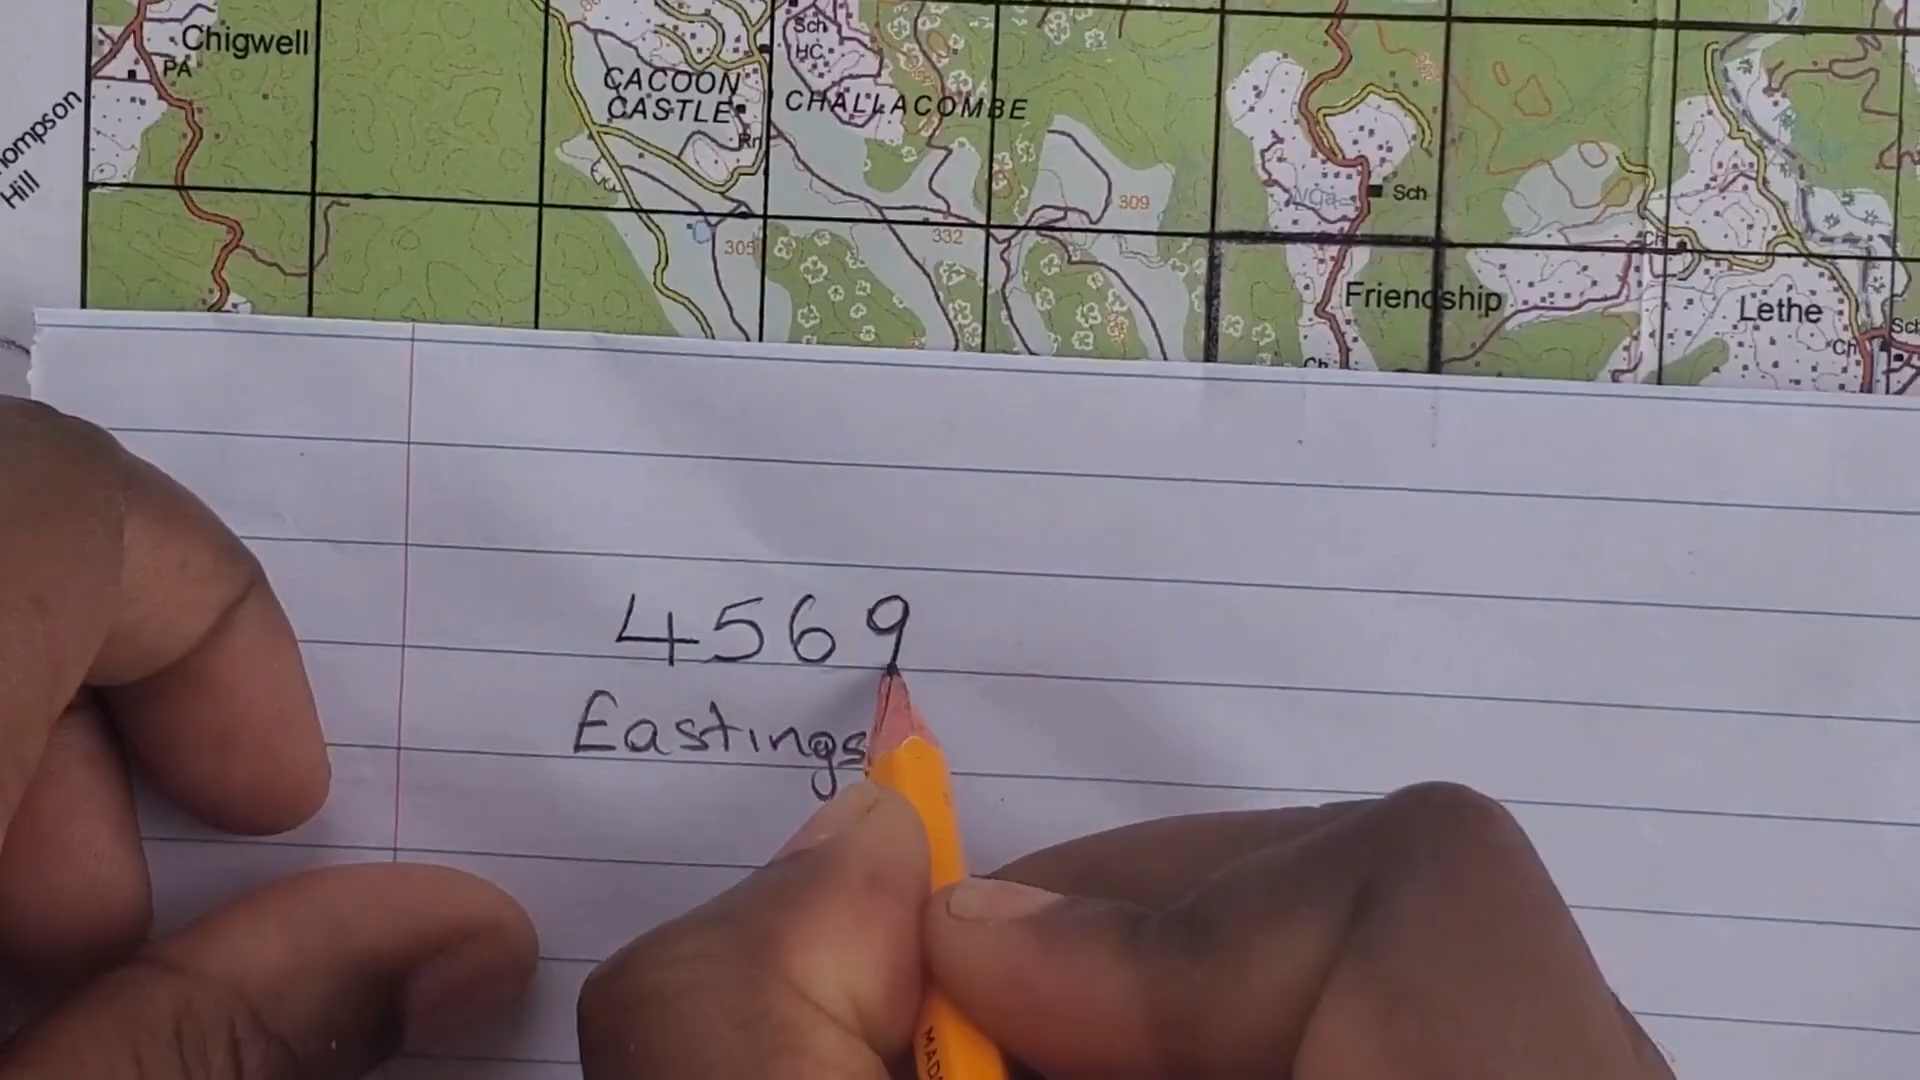 Chigwell
PA
Hill
CACOON
CASTLE
Rn
Sch
HC
CHALLACOMBE
309
305
332
Sch
Friendship
Ch
Ch
Lethe
Sch
Ch
4569
Eastings